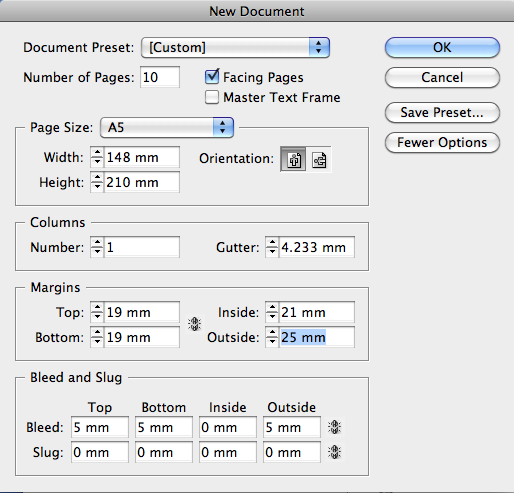 New Document
Document Preset: [Custom]
OK
Number of Pages: 10
Facing Pages
Cancel
Master Text Frame
Save Preset...
Page Size: A5
Fewer Options
Width: 148 mm
Orientation:
Height: 210 mm
Columns
Number: 1
Gutter: 4.233 mm
Margins
Top: 19 mm
Inside: 21 mm
Bottom: 19 mm
Outside: 25 mm
Bleed and Slug
Top Bottom Inside Outside
Bleed: 5 mm 5 mm 0 mm 5 mm
Slug: 0 mm 0 mm 0 mm 0 mm